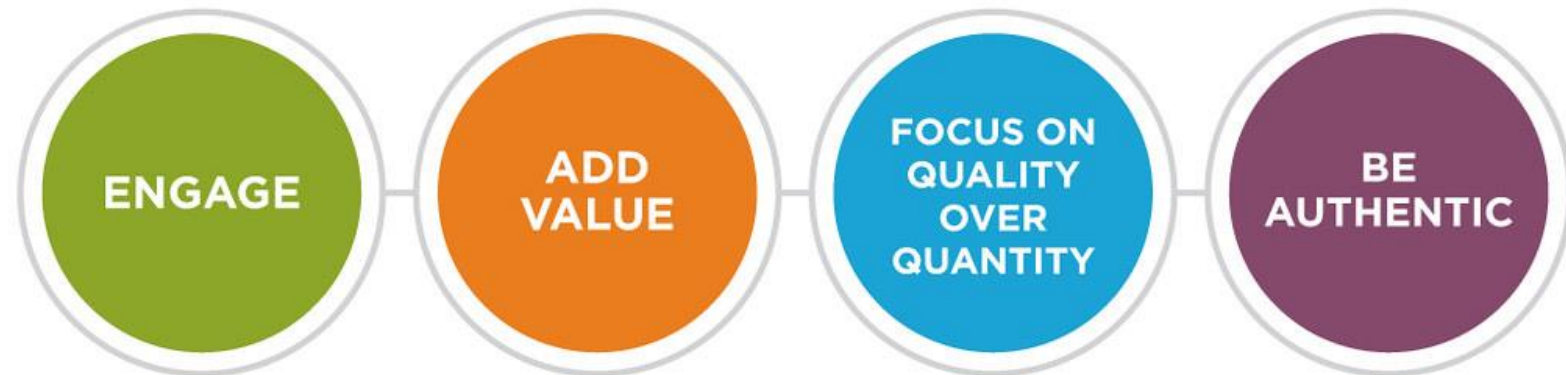 ENGAGE
ADD
VALUE
FOCUS ON
QUALITY
OVER
QUANTITY
BE
AUTHENTIC